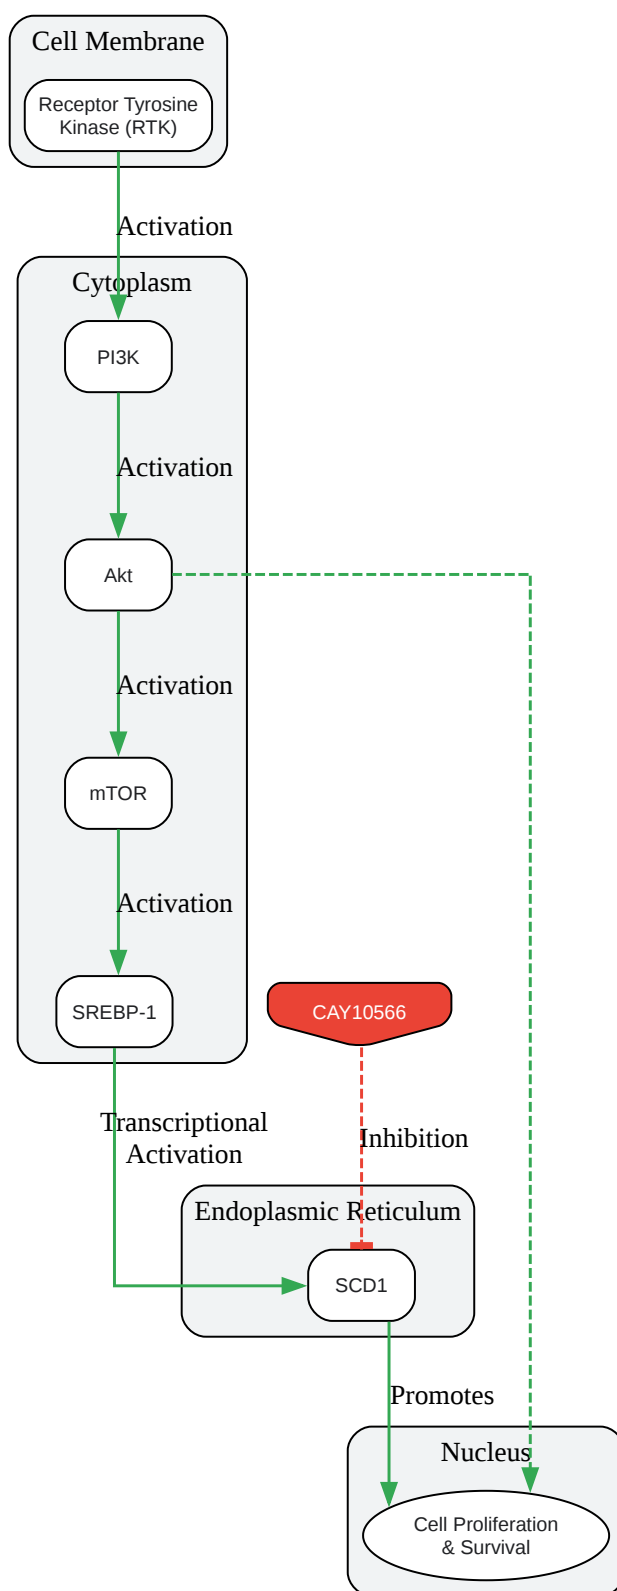 Cell Membrane
Receptor Tyrosine
Kinase (RTK)
Activation
Cytoplasm
PI3K
Activation
Akt
Activation
mTOR
Activation
SREBP-1
CAY10566
Transcriptional
Activation
Inhibition
Endoplasmic Reticulum
SCD1
Promotes
Nucleus
Cell Proliferation
& Survival